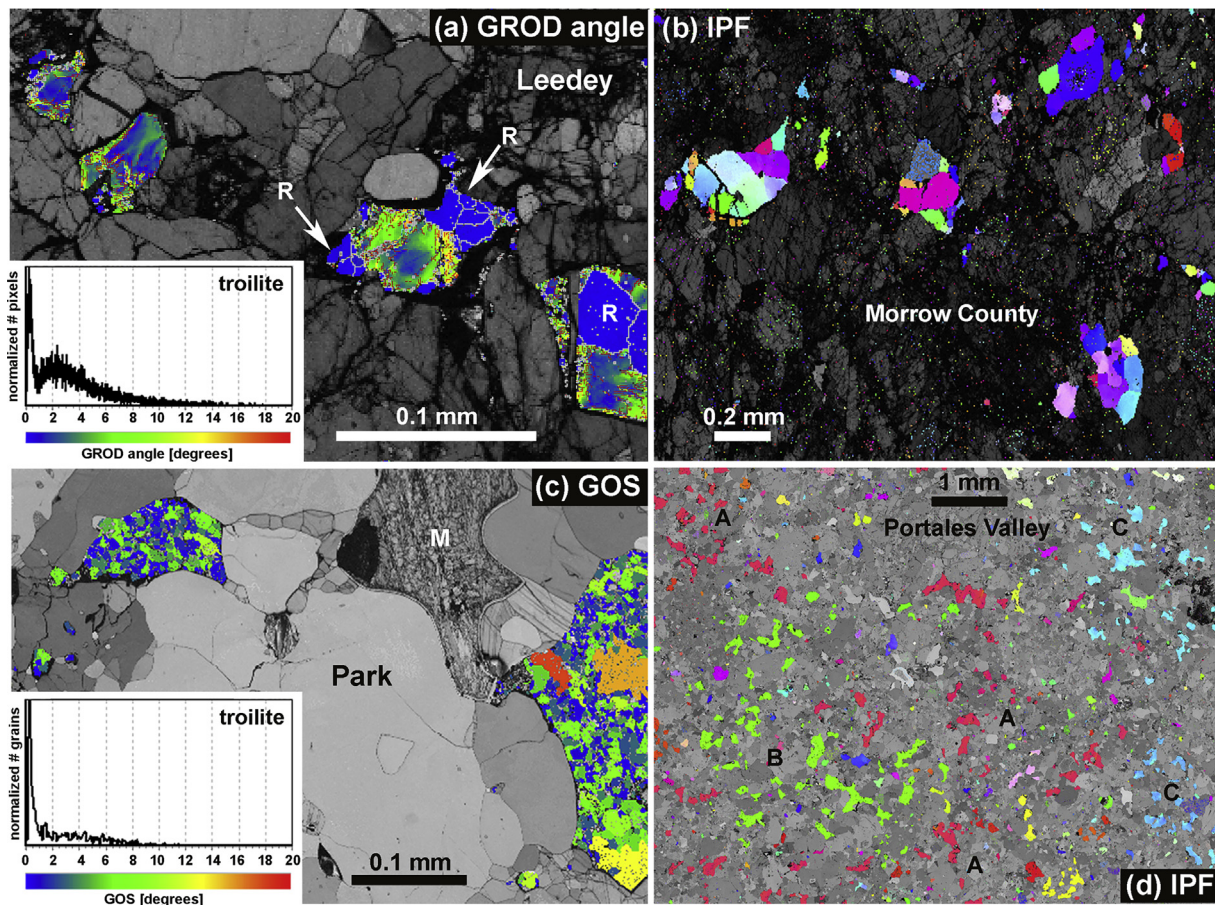 (a) GROD angle
Leedey
R
R
R
troilite
normalized # pixels
0 2 4 6 8 10 12 14 16 18 20
GROD angle [degrees]
0.1 mm
(b) IPF
Morrow County
0.2 mm
(c) GOS
M
Park
troilite
normalized # grains
0 2 4 6 8 10 12 14 16 18 20
GOS [degrees]
0.1 mm
1 mm
A
Portales Valley
C
A
B
C
A
(d) IPF